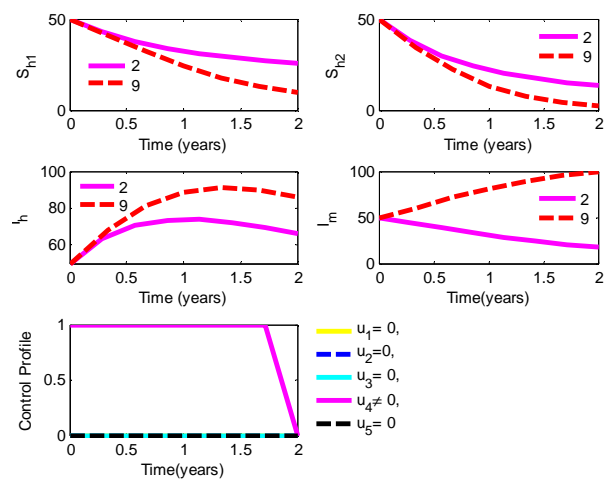 50
0
S_h1
2
9
0 0.5 1 1.5 2
Time (years)
50
0
S_h2
2
9
0 0.5 1 1.5 2
Time (years)
100
80
60
I_h
2
9
0 0.5 1 1.5 2
Time (years)
100
50
0
I_m
2
9
0 0.5 1 1.5 2
Time(years)
1
0.5
0
Control Profile
0 0.5 1 1.5 2
Time(years)
u_1= 0,
u_2=0,
u_3= 0,
u_4≠ 0,
u_5= 0